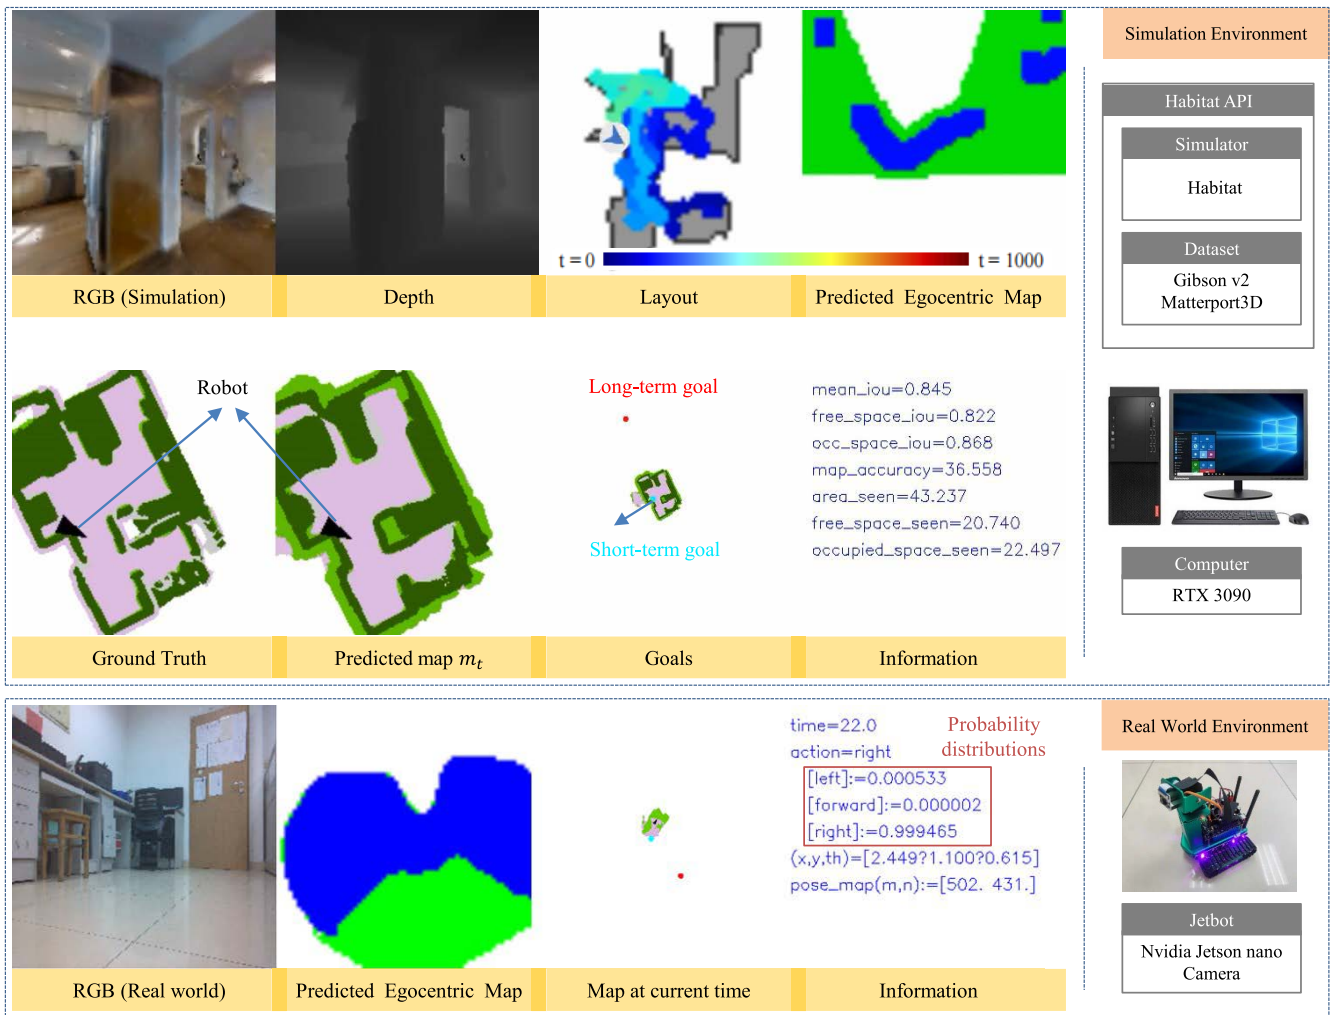 Simulation Environment
Habitat API
Simulator
Habitat
Dataset
Gibson v2
Matterport3D
t = 0
t = 1000
RGB (Simulation)
Depth
Layout
Predicted Egocentric Map
Robot
Long-term goal
Short-term goal
mean_iou=0.845
free_space_iou=0.822
occ_space_iou=0.868
map_accuracy=36.558
area_seen=43.237
free_space_seen=20.740
occupied_space_seen=22.497
Computer
RTX 3090
Ground Truth
Predicted map m_t
Goals
Information
Real World Environment
time=22.0
action=right
Probability
distributions
[left]:=0.000533
[forward]:=0.000002
[right]:=0.999465
(x,y,th)=[2.449?1.100?0.615]
pose_map(m,n):=[502. 431.]
Jetbot
Nvidia Jetson nano
Camera
RGB (Real world)
Predicted Egocentric Map
Map at current time
Information